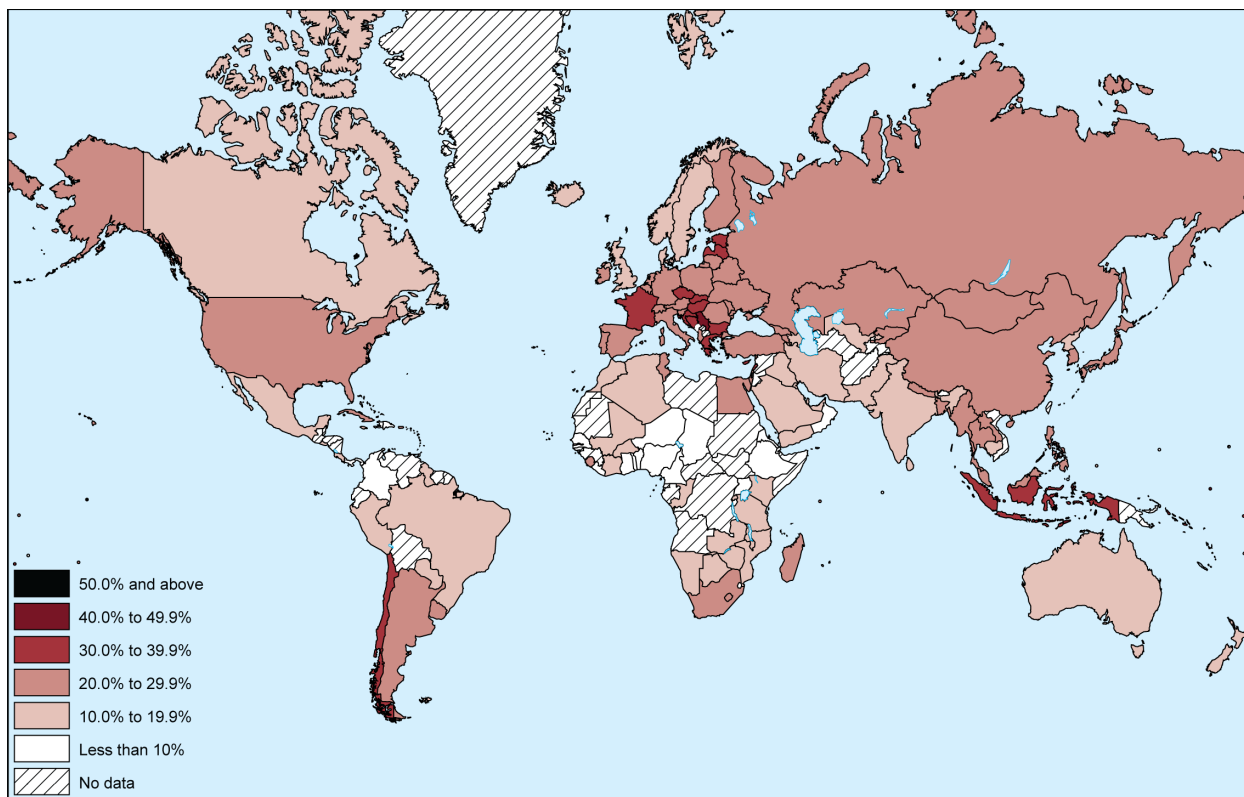 50.0% and above
40.0% to 49.9%
30.0% to 39.9%
20.0% to 29.9%
10.0% to 19.9%
Less than 10%
No data